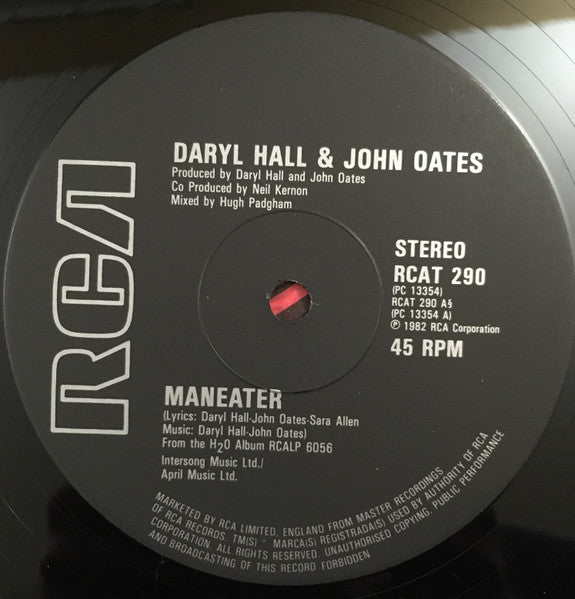 RCA
DARYL HALL & JOHN OATES
Produced by Daryl Hall and John Oates
Co Produced by Neil Kernon
Mixed by Hugh Padgham
STEREO
RCAT 290
(PC 13354)
RCAT 290 A§
(PC 13354 A)
℗ 1982 RCA Corporation
45 RPM
MANEATER
(Lyrics: Daryl Hall-John Oates-Sara Allen
Music: Daryl Hall-John Oates)
From the H₂O Album RCALP 6056
Intersong Music Ltd./
April Music Ltd.
MARKETED BY RCA LIMITED, ENGLAND FROM MASTER RECORDINGS
OF RCA RECORDS. TM(S) ® MARCA(S) REGISTRADA(S) USED BY AUTHORITY OF RCA
CORPORATION. ALL RIGHTS RESERVED. UNAUTHORISED COPYING, PUBLIC PERFORMANCE
AND BROADCASTING OF THIS RECORD FORBIDDEN